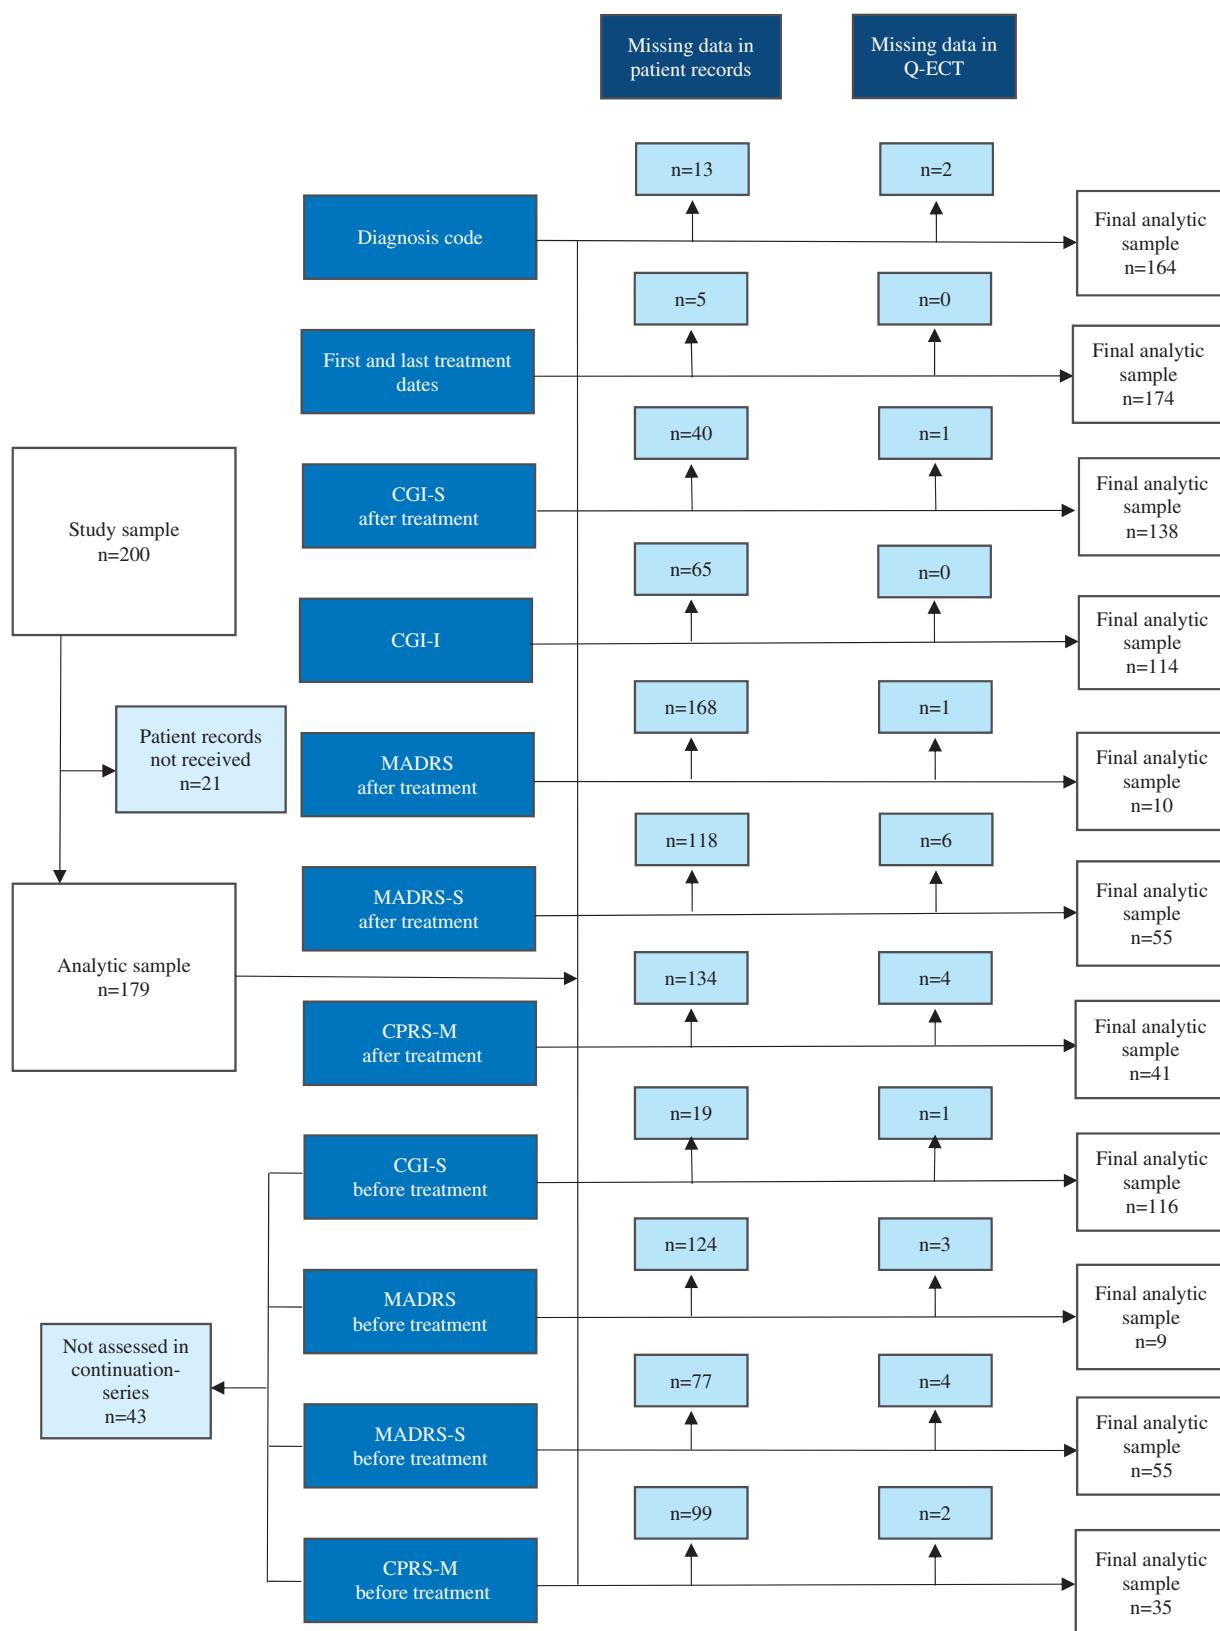 Missing data in
patient records
Missing data in
Q-ECT
n=13
n=2
Diagnosis code
Final analytic
sample
n=164
n=5
n=0
First and last treatment
dates
Final analytic
sample
n=174
n=40
n=1
CGI-S
after treatment
Final analytic
sample
n=138
Study sample
n=200
n=65
n=0
CGI-I
Final analytic
sample
n=114
Patient records
not received
n=21
n=168
n=1
MADRS
after treatment
Final analytic
sample
n=10
n=118
n=6
MADRS-S
after treatment
Final analytic
sample
n=55
Analytic sample
n=179
n=134
n=4
CPRS-M
after treatment
Final analytic
sample
n=41
n=19
n=1
CGI-S
before treatment
Final analytic
sample
n=116
n=124
n=3
MADRS
before treatment
Final analytic
sample
n=9
Not assessed in
continuation-
series
n=43
n=77
n=4
MADRS-S
before treatment
Final analytic
sample
n=55
n=99
n=2
CPRS-M
before treatment
Final analytic
sample
n=35